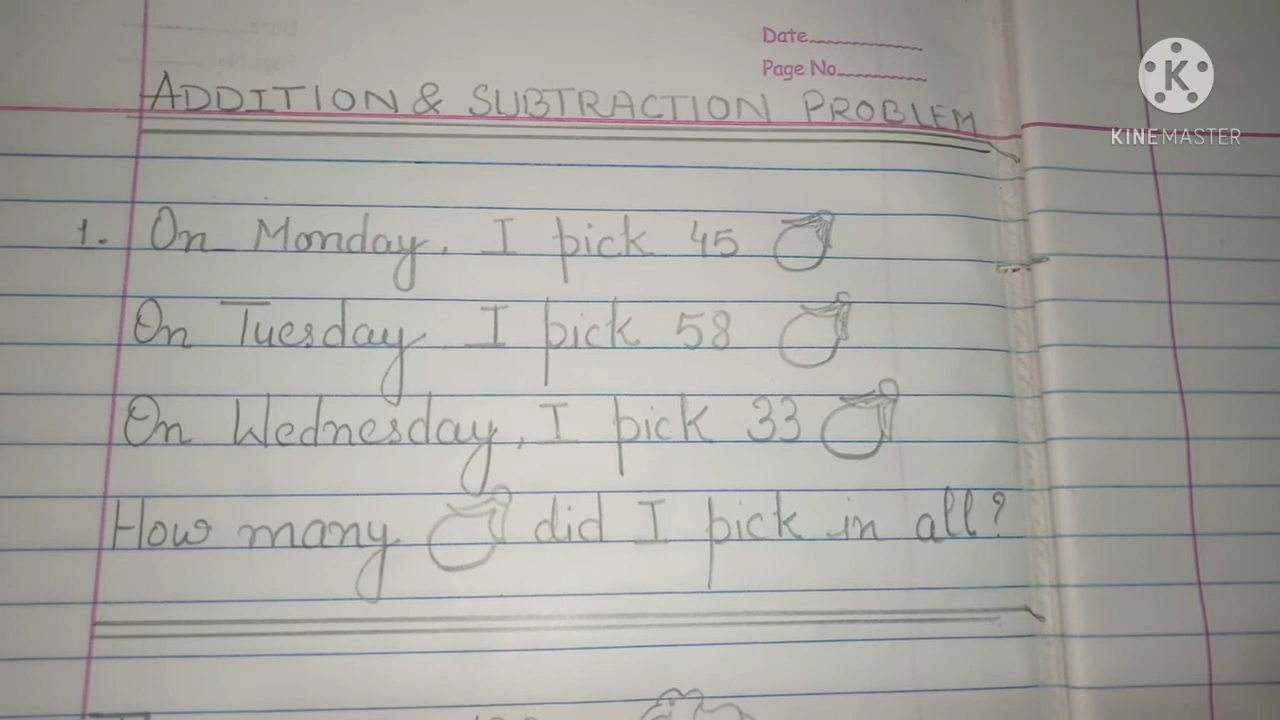 Date
Page No.
ADDITION & SUBTRACTION PROBLEM
KINEMASTER
1. On Monday, I pick 45
On Tuesday I pick 58
On Wednesday, I pick 33
How many did I pick in all?